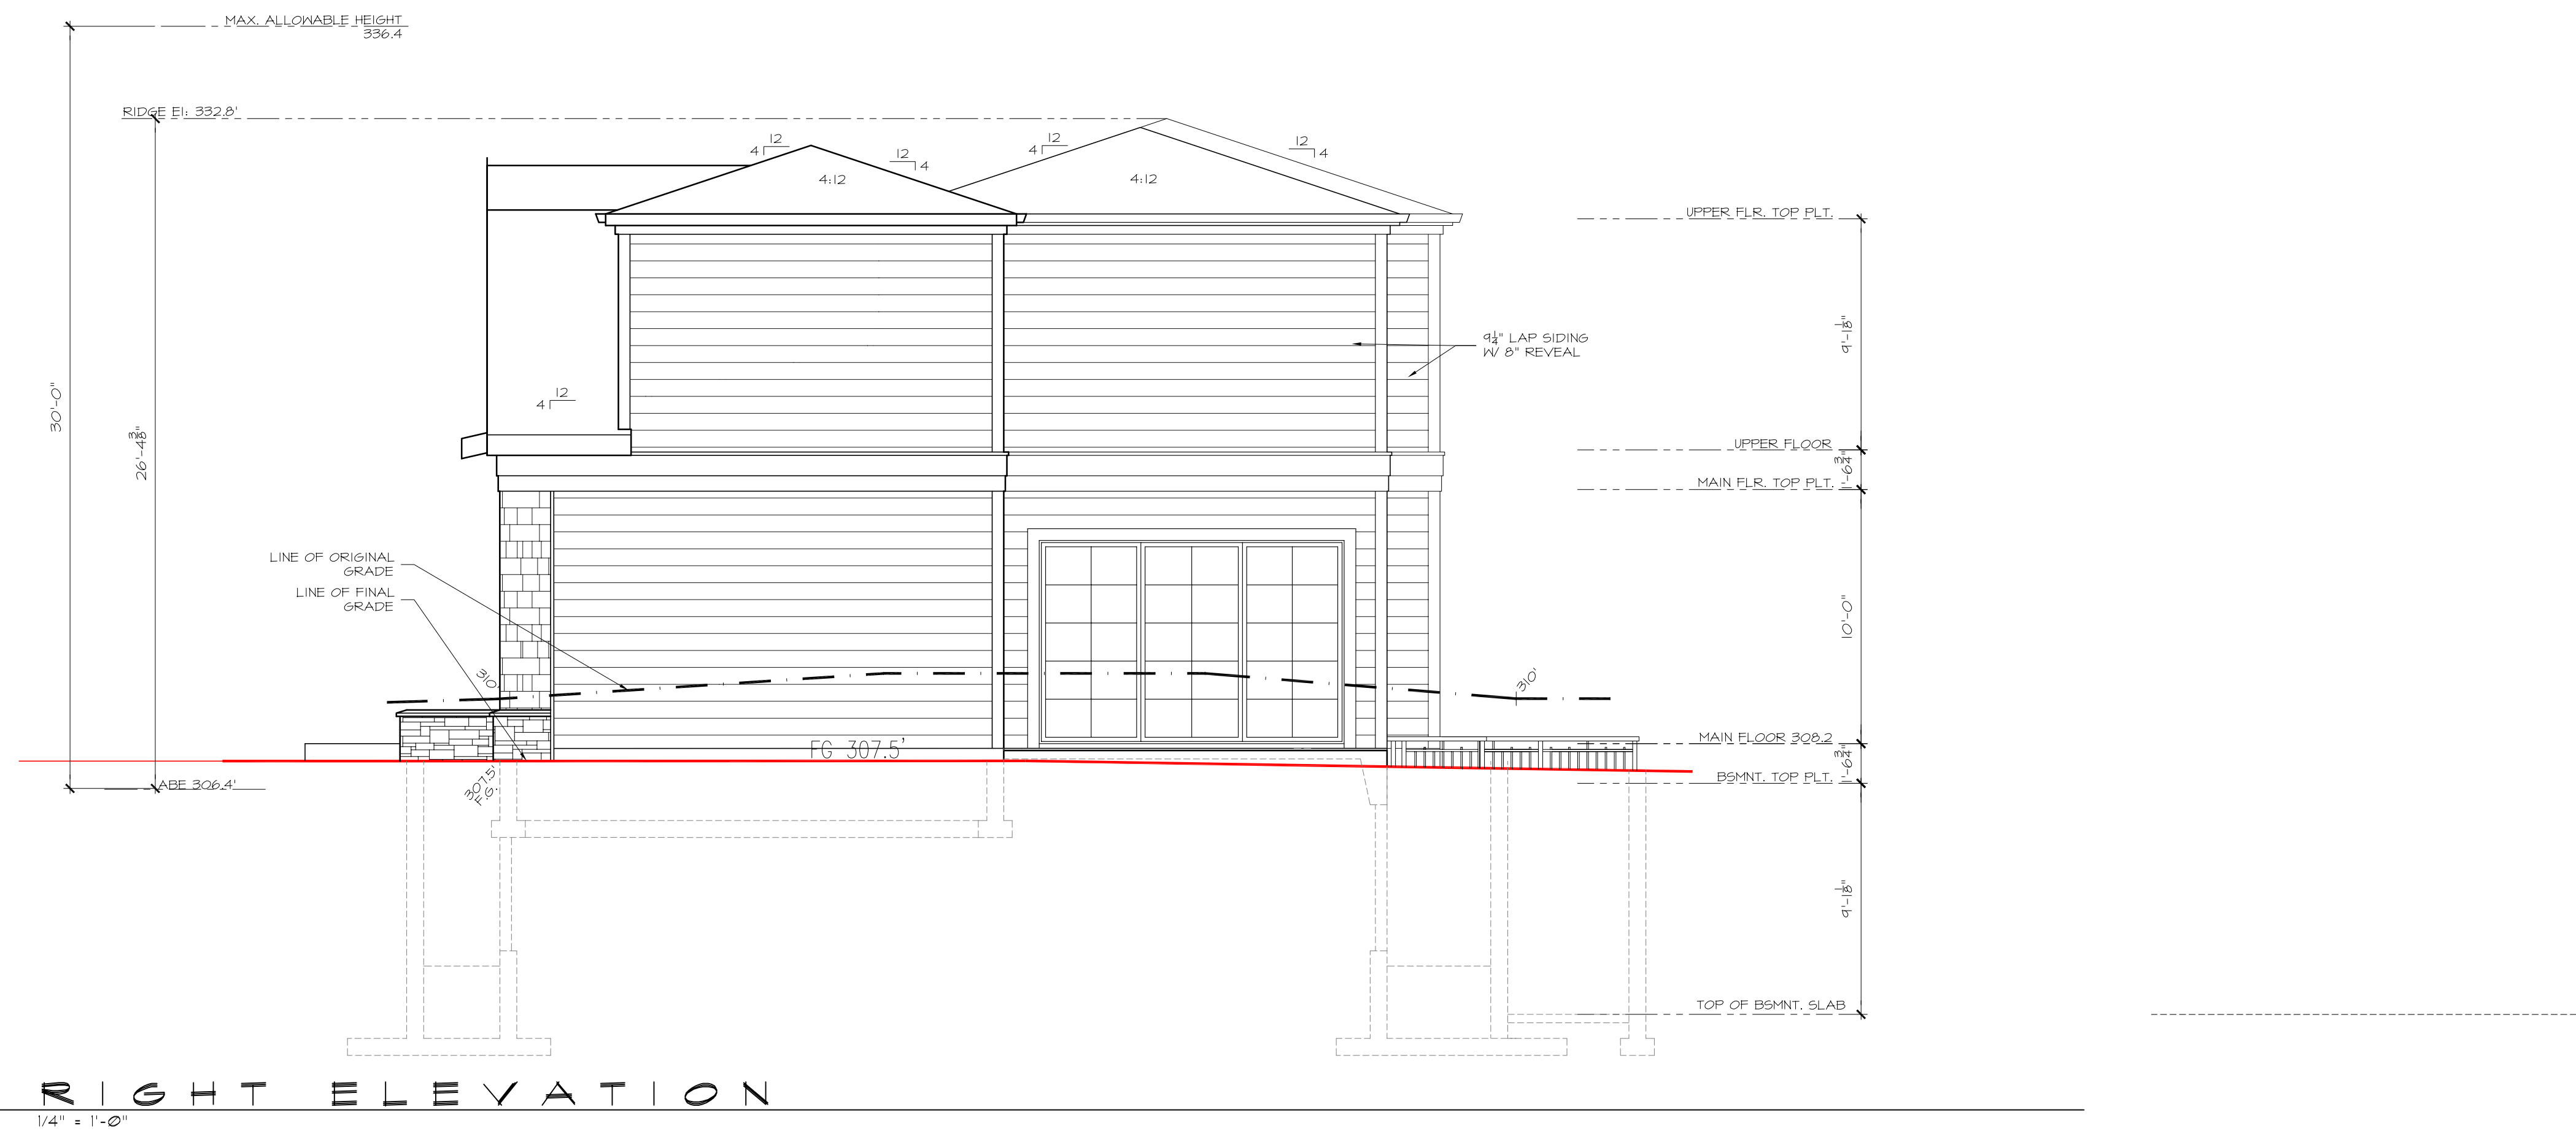 MAX. ALLOWABLE HEIGHT
336.4
RIDGE El: 332.8'
12
4
12
4
12
4
12
4
4:12
4:12
UPPER FLR. TOP PLT.
9 1/4" LAP SIDING
W/ 8" REVEAL
9'-1 1/8"
30'-0"
26'-4 3/8"
12
4
UPPER FLOOR
1'-6 3/4"
MAIN FLR. TOP PLT.
LINE OF ORIGINAL
GRADE
LINE OF FINAL
GRADE
10'-0"
310'
310'
MAIN FLOOR 308.2
FG 307.5'
1'-6 3/4"
BSMNT. TOP PLT.
ABE 306.4'
307.5'
F.G.
9'-1 1/8"
TOP OF BSMNT. SLAB
RIGHT ELEVATION
1/4" = 1'-0"